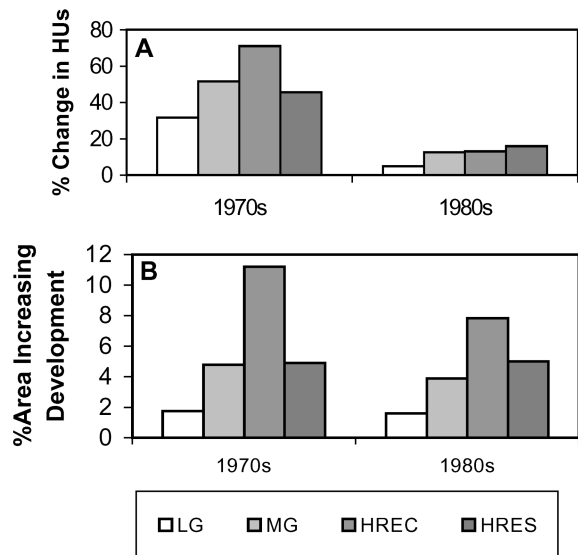 % Change in HUs
80
60
40
20
0
A
1970s
1980s
%Area Increasing
Development
12
10
8
6
4
2
0
B
1970s
1980s
LG MG HREC HRES